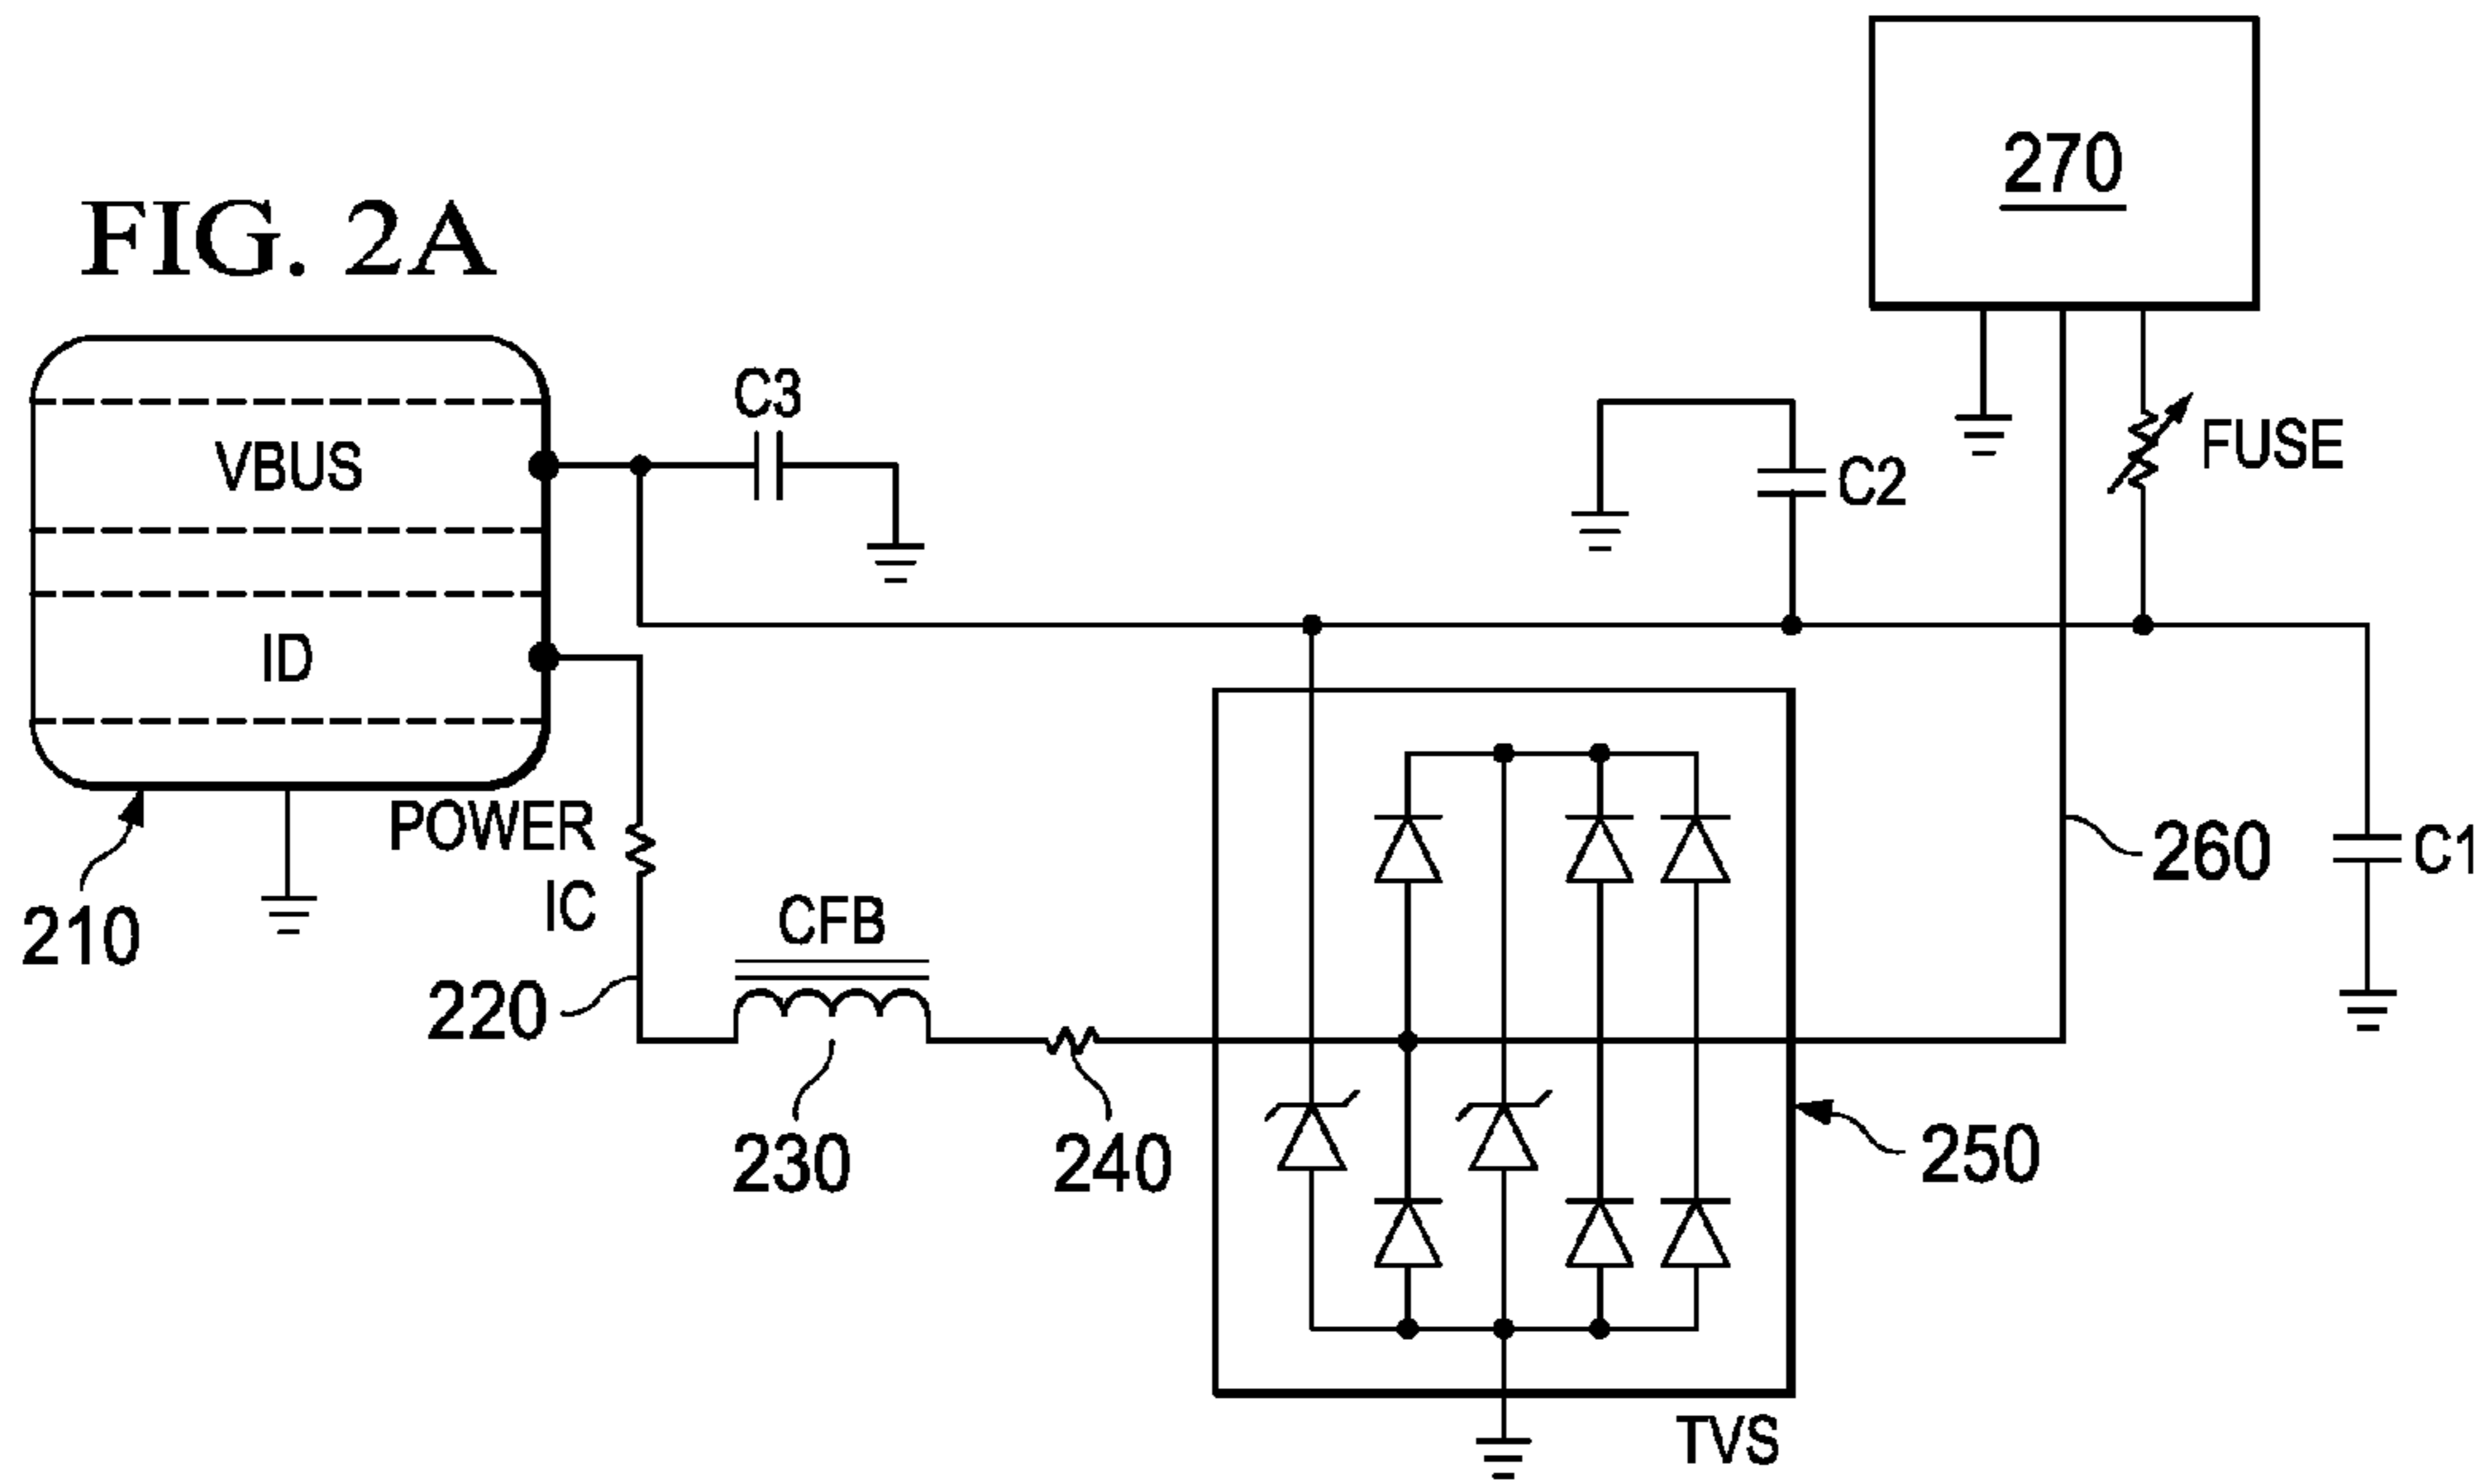 FIG. 2A
270
C3
VBUS
FUSE
C2
ID
POWER
IC
210
CFB
260
C1
220
230
240
250
TVS